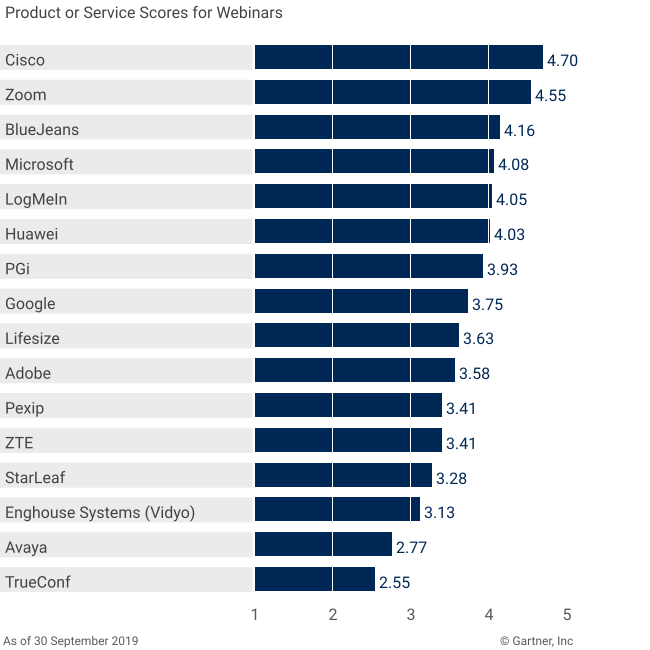 Product or Service Scores for Webinars
Cisco 4.70
Zoom 4.55
BlueJeans 4.16
Microsoft 4.08
LogMeIn 4.05
Huawei 4.03
PGi 3.93
Google 3.75
Lifesize 3.63
Adobe 3.58
Pexip 3.41
ZTE 3.41
StarLeaf 3.28
Enghouse Systems (Vidyo) 3.13
Avaya 2.77
TrueConf 2.55
1 2 3 4 5
As of 30 September 2019 © Gartner, Inc